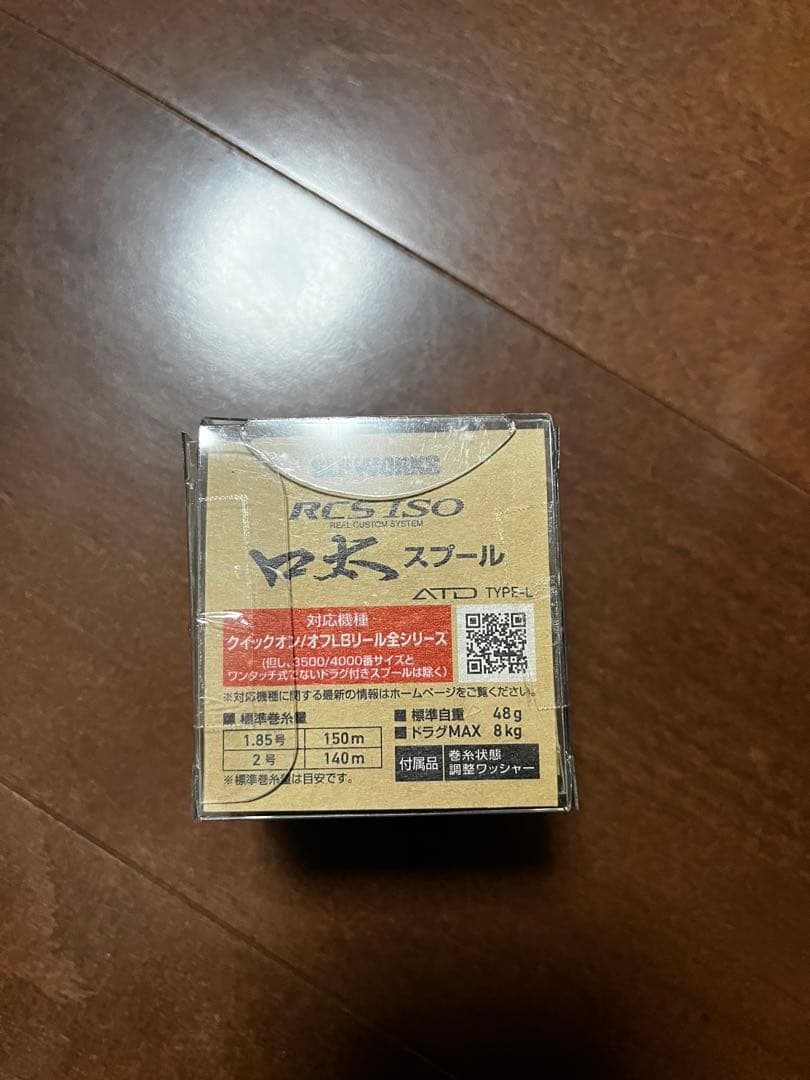 WORKS
RCS ISO
REAL CUSTOM SYSTEM
口太 スプール
ATD TYPE-L
対応機種
クイックオン/オフLBリール全シリーズ
(但し、3500/4000番サイズと
ワンタッチ式でないドラグ付きスプールは除く)
※対応機種に関する最新の情報はホームページをご覧ください。
■ 標準巻糸量
1.85号 150m
2号 140m
※標準巻糸量は目安です。
■ 標準自重 48g
■ ドラグMAX 8kg
付属品 巻糸状態
調整ワッシャー